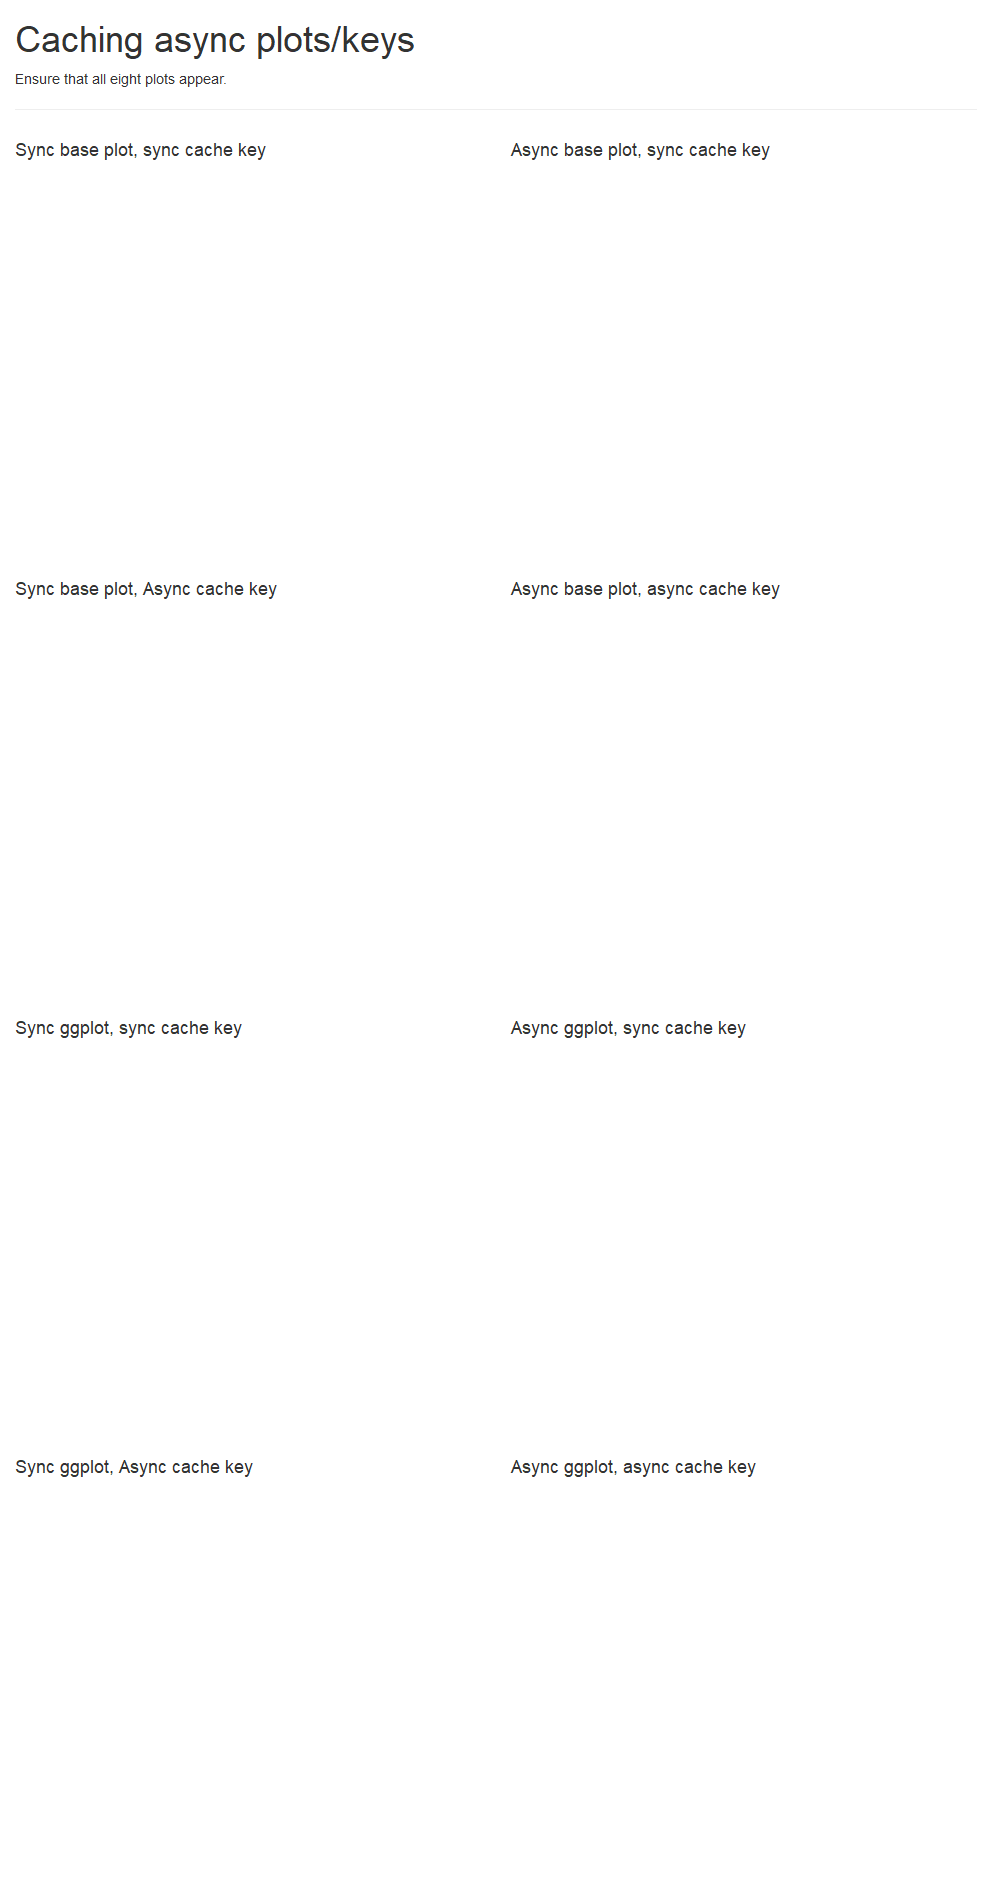 Caching async plots/keys
Ensure that all eight plots appear.
Sync base plot, sync cache key
Async base plot, sync cache key
Sync base plot, Async cache key
Async base plot, async cache key
Sync ggplot, sync cache key
Async ggplot, sync cache key
Sync ggplot, Async cache key
Async ggplot, async cache key